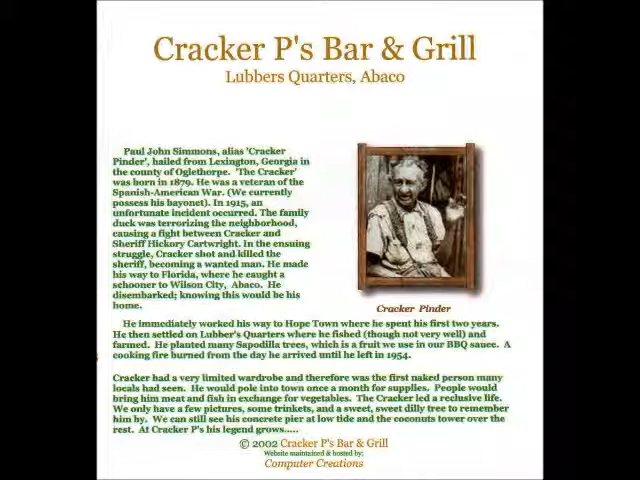 Cracker P's Bar & Grill
Lubbers Quarters, Abaco
Paul John Simmons, alias 'Cracker
Pinder', hailed from Lexington, Georgia in
the county of Oglethorpe. 'The Cracker'
was born in 1879. He was a veteran of the
Spanish-American War. (We currently
possess his bayonet). In 1915, an
unfortunate incident occurred. The family
duck was terrorizing the neighborhood,
causing a fight between Cracker and
Sheriff Hickory Cartwright. In the ensuing
struggle, Cracker shot and killed the
sheriff, becoming a wanted man. He made
his way to Florida, where he caught a
schooner to Wilson City, Abaco. He
disembarked; knowing this would be his
home.
Cracker Pinder
He immediately worked his way to Hope Town where he spent his first two years.
He then settled on Lubber's Quarters where he fished (though not very well) and
farmed. He planted many Sapodilla trees, which is a fruit we use in our BBQ sauce. A
cooking fire burned from the day he arrived until he left in 1954.
Cracker had a very limited wardrobe and therefore was the first naked person many
locals had seen. He would pole into town once a month for supplies. People would
bring him meat and fish in exchange for vegetables. The Cracker led a reclusive life.
We only have a few pictures, some trinkets, and a sweet, sweet dilly tree to remember
him by. We can still see his concrete pier at low tide and the coconuts tower over the
rest. At Cracker P's his legend grows.....
© 2002 Cracker P's Bar & Grill
Website maintained & hosted by:
Computer Creations